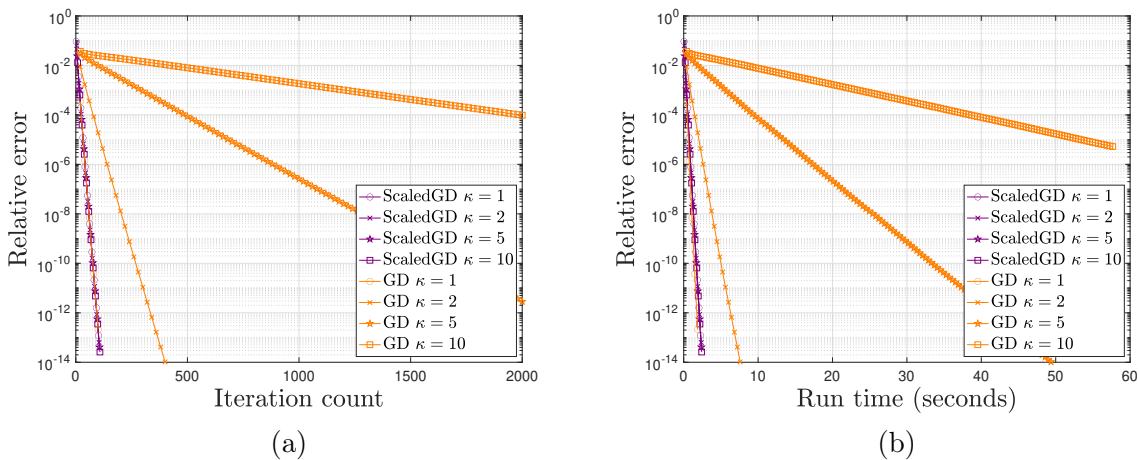 10^0
10^-2
10^-4
10^-6
10^-8
10^-10
10^-12
10^-14
Relative error
0 500 1000 1500 2000
Iteration count
ScaledGD κ = 1
ScaledGD κ = 2
ScaledGD κ = 5
ScaledGD κ = 10
GD κ = 1
GD κ = 2
GD κ = 5
GD κ = 10
(a)
10^0
10^-2
10^-4
10^-6
10^-8
10^-10
10^-12
10^-14
Relative error
0 10 20 30 40 50 60
Run time (seconds)
ScaledGD κ = 1
ScaledGD κ = 2
ScaledGD κ = 5
ScaledGD κ = 10
GD κ = 1
GD κ = 2
GD κ = 5
GD κ = 10
(b)